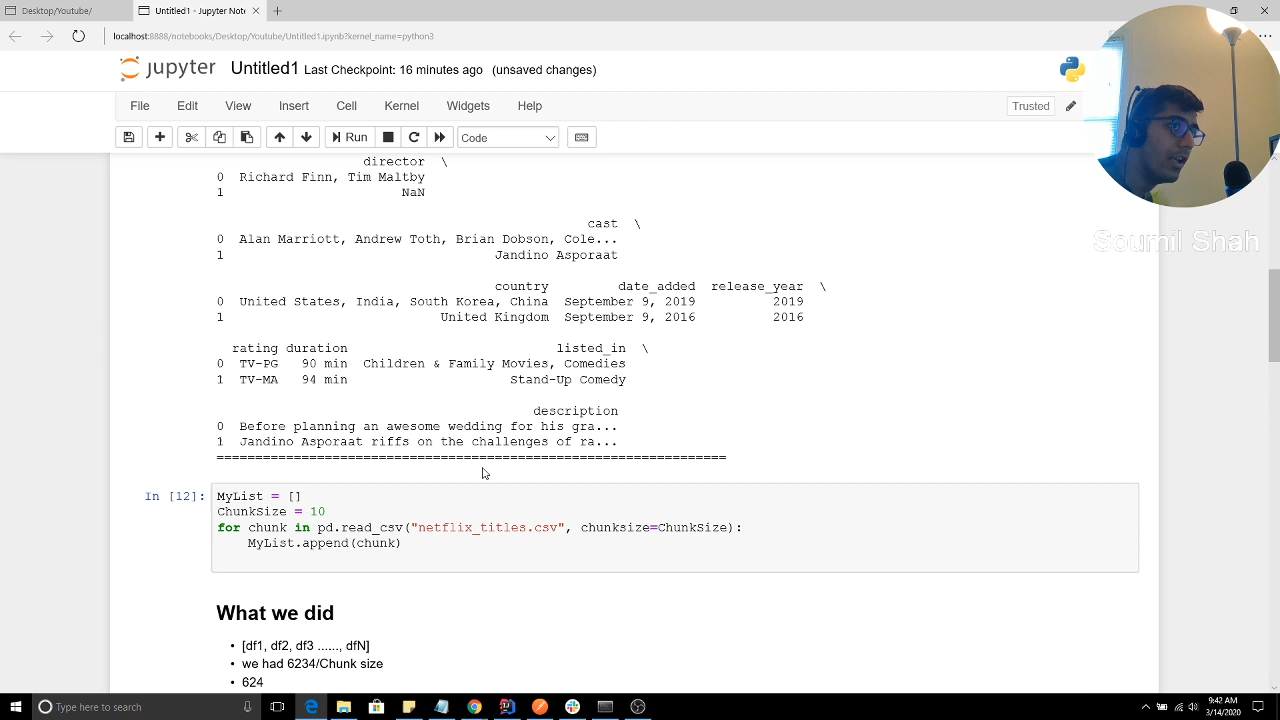 Desktop/Youtube/
Untitled1 - Jupyter Note
localhost:8888/notebooks/Desktop/Youtube/Untitled1.ipynb?kernel_name=python3
jupyter Untitled1 Last Checkpoint: 16 minutes ago (unsaved changes)
File Edit View Insert Cell Kernel Widgets Help Trusted
Run Code
Soumil Shah
director \
0 Richard Finn, Tim Maltby
1 NaN
cast \
0 Alan Marriott, Andrew Toth, Brian Dobson, Cole...
1 Jandino Asporaat
country date_added release_year \
0 United States, India, South Korea, China September 9, 2019 2019
1 United Kingdom September 9, 2016 2016
rating duration listed_in \
0 TV-PG 90 min Children & Family Movies, Comedies
1 TV-MA 94 min Stand-Up Comedy
description
0 Before planning an awesome wedding for his gra...
1 Jandino Asporaat riffs on the challenges of ra...
==================================================================
In [12]: MyList = []
ChunkSize = 10
for chunk in pd.read_csv("netflix_titles.csv", chunksize=ChunkSize):
MyList.append(chunk)
What we did
• [df1, df2, df3 ......, dfN]
• we had 6234/Chunk size
• 624
Type here to search
9:42 AM
3/14/2020